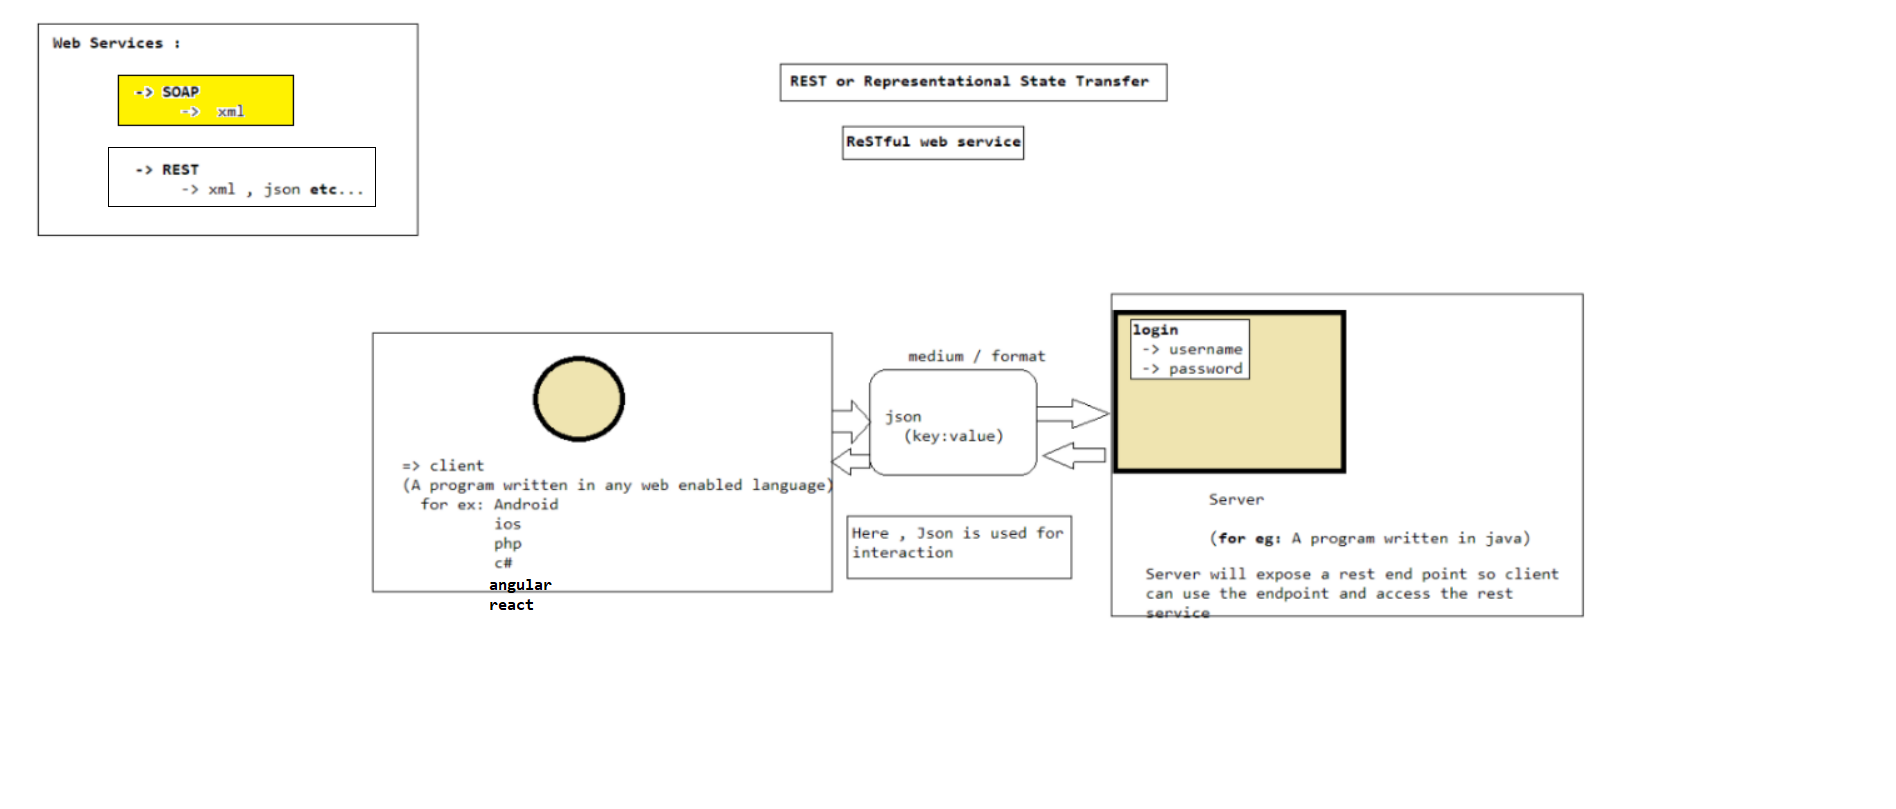 Web Services :
-> SOAP
-> xml
-> REST
-> xml , json etc...
REST or Representational State Transfer
ReSTful web service
=> client
(A program written in any web enabled language)
for ex: Android
ios
php
c#
angular
react
medium / format
json
(key:value)
Here , Json is used for
interaction
login
-> username
-> password
Server
(for eg: A program written in java)
Server will expose a rest end point so client
can use the endpoint and access the rest
service